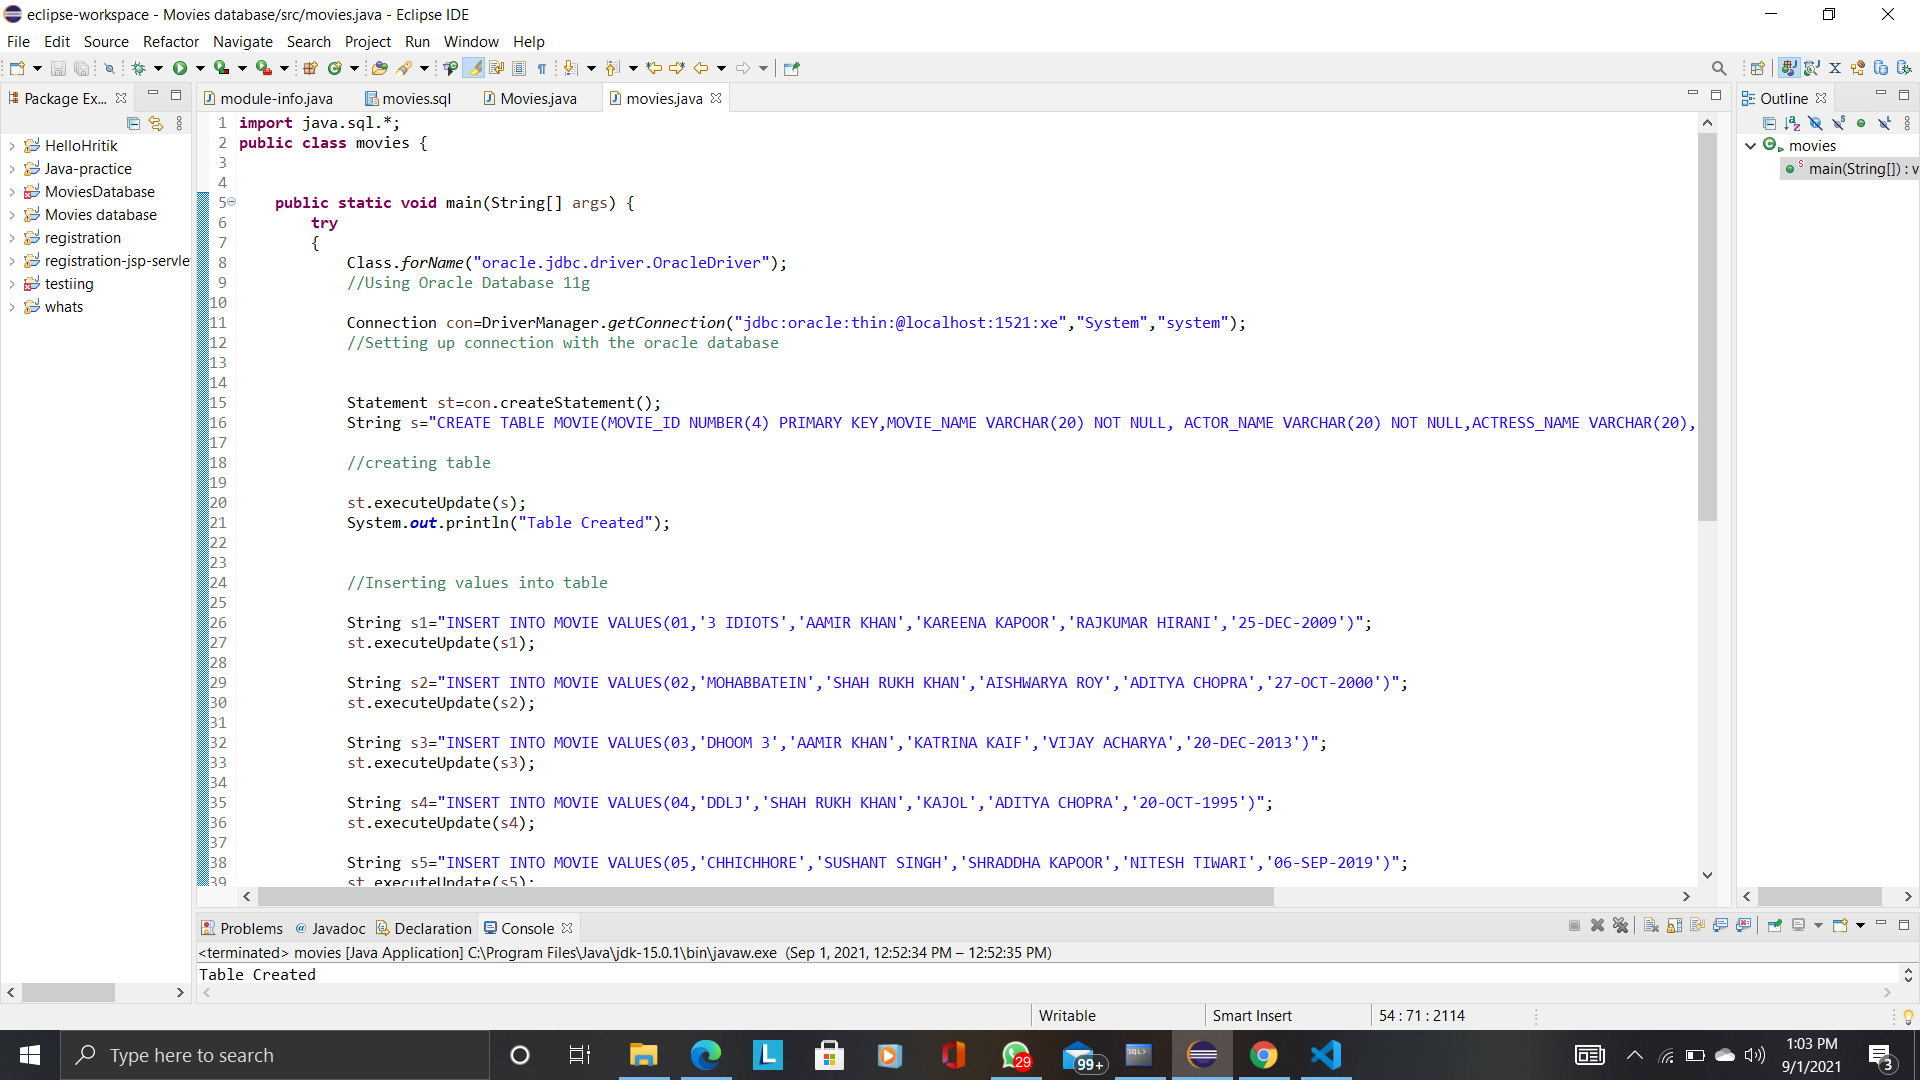 eclipse-workspace - Movies database/src/movies.java - Eclipse IDE
File Edit Source Refactor Navigate Search Project Run Window Help
Package Ex...
module-info.java movies.sql Movies.java movies.java
Outline
HelloHritik
Java-practice
MoviesDatabase
Movies database
registration
registration-jsp-servle
testiing
whats
1 import java.sql.*;
2 public class movies {
3
4
5 public static void main(String[] args) {
6 try
7 {
8 Class.forName("oracle.jdbc.driver.OracleDriver");
9 //Using Oracle Database 11g
10
11 Connection con=DriverManager.getConnection("jdbc:oracle:thin:@localhost:1521:xe","System","system");
12 //Setting up connection with the oracle database
13
14
15 Statement st=con.createStatement();
16 String s="CREATE TABLE MOVIE(MOVIE_ID NUMBER(4) PRIMARY KEY,MOVIE_NAME VARCHAR(20) NOT NULL, ACTOR_NAME VARCHAR(20) NOT NULL,ACTRESS_NAME VARCHAR(20),
17
18 //creating table
19
20 st.executeUpdate(s);
21 System.out.println("Table Created");
22
23
24 //Inserting values into table
25
26 String s1="INSERT INTO MOVIE VALUES(01,'3 IDIOTS','AAMIR KHAN','KAREENA KAPOOR','RAJKUMAR HIRANI','25-DEC-2009')";
27 st.executeUpdate(s1);
28
29 String s2="INSERT INTO MOVIE VALUES(02,'MOHABBATEIN','SHAH RUKH KHAN','AISHWARYA ROY','ADITYA CHOPRA','27-OCT-2000')";
30 st.executeUpdate(s2);
31
32 String s3="INSERT INTO MOVIE VALUES(03,'DHOOM 3','AAMIR KHAN','KATRINA KAIF','VIJAY ACHARYA','20-DEC-2013')";
33 st.executeUpdate(s3);
34
35 String s4="INSERT INTO MOVIE VALUES(04,'DDLJ','SHAH RUKH KHAN','KAJOL','ADITYA CHOPRA','20-OCT-1995')";
36 st.executeUpdate(s4);
37
38 String s5="INSERT INTO MOVIE VALUES(05,'CHHICHHORE','SUSHANT SINGH','SHRADDHA KAPOOR','NITESH TIWARI','06-SEP-2019')";
39 st.executeUpdate(s5);
movies
main(String[]) : v
Problems @ Javadoc Declaration Console
<terminated> movies [Java Application] C:\Program Files\Java\jdk-15.0.1\bin\javaw.exe (Sep 1, 2021, 12:52:34 PM – 12:52:35 PM)
Table Created
Writable Smart Insert 54 : 71 : 2114
Type here to search
L
29
99+
SQL>
1:03 PM
9/1/2021
3